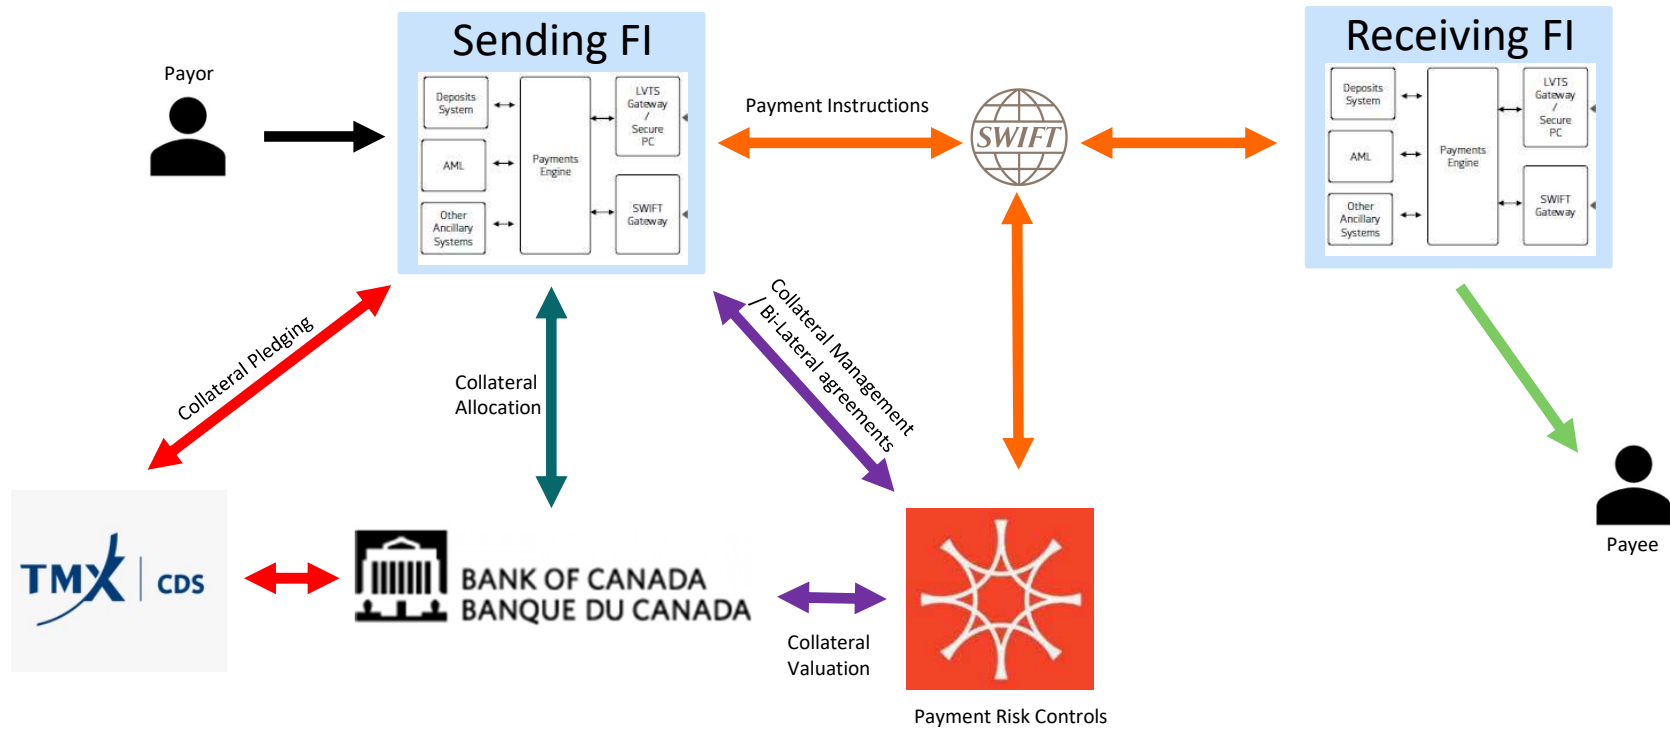 Sending FI
Receiving FI
Payor
Deposits
System
AML
Other
Ancillary
Systems
Payments
Engine
LVTS
Gateway
/
Secure
PC
SWIFT
Gateway
Payment Instructions
SWIFT
Deposits
System
AML
Other
Ancillary
Systems
Payments
Engine
LVTS
Gateway
/
Secure
PC
SWIFT
Gateway
Collateral Pledging
Collateral
Allocation
Collateral Management
/ Bi-Lateral agreements
Payee
TMX | CDS
BANK OF CANADA
BANQUE DU CANADA
Collateral
Valuation
Payment Risk Controls